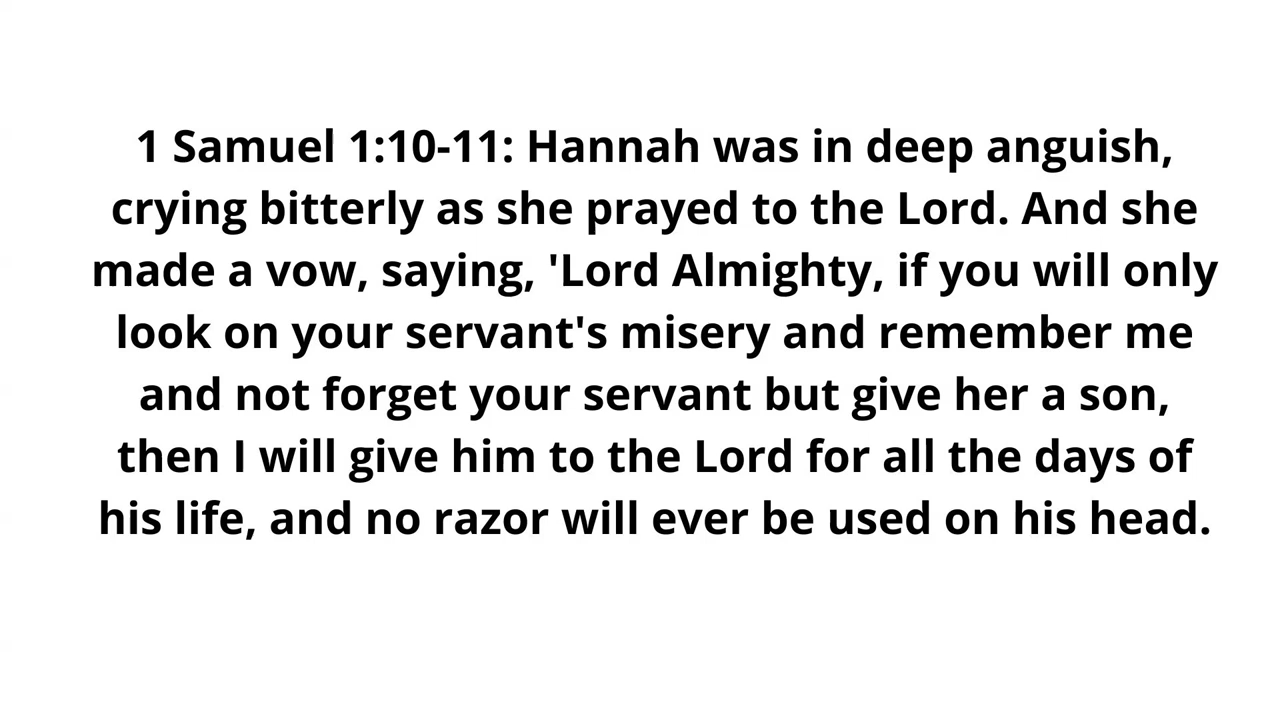 1 Samuel 1:10-11: Hannah was in deep anguish,
crying bitterly as she prayed to the Lord. And she
made a vow, saying, 'Lord Almighty, if you will only
look on your servant's misery and remember me
and not forget your servant but give her a son,
then I will give him to the Lord for all the days of
his life, and no razor will ever be used on his head.